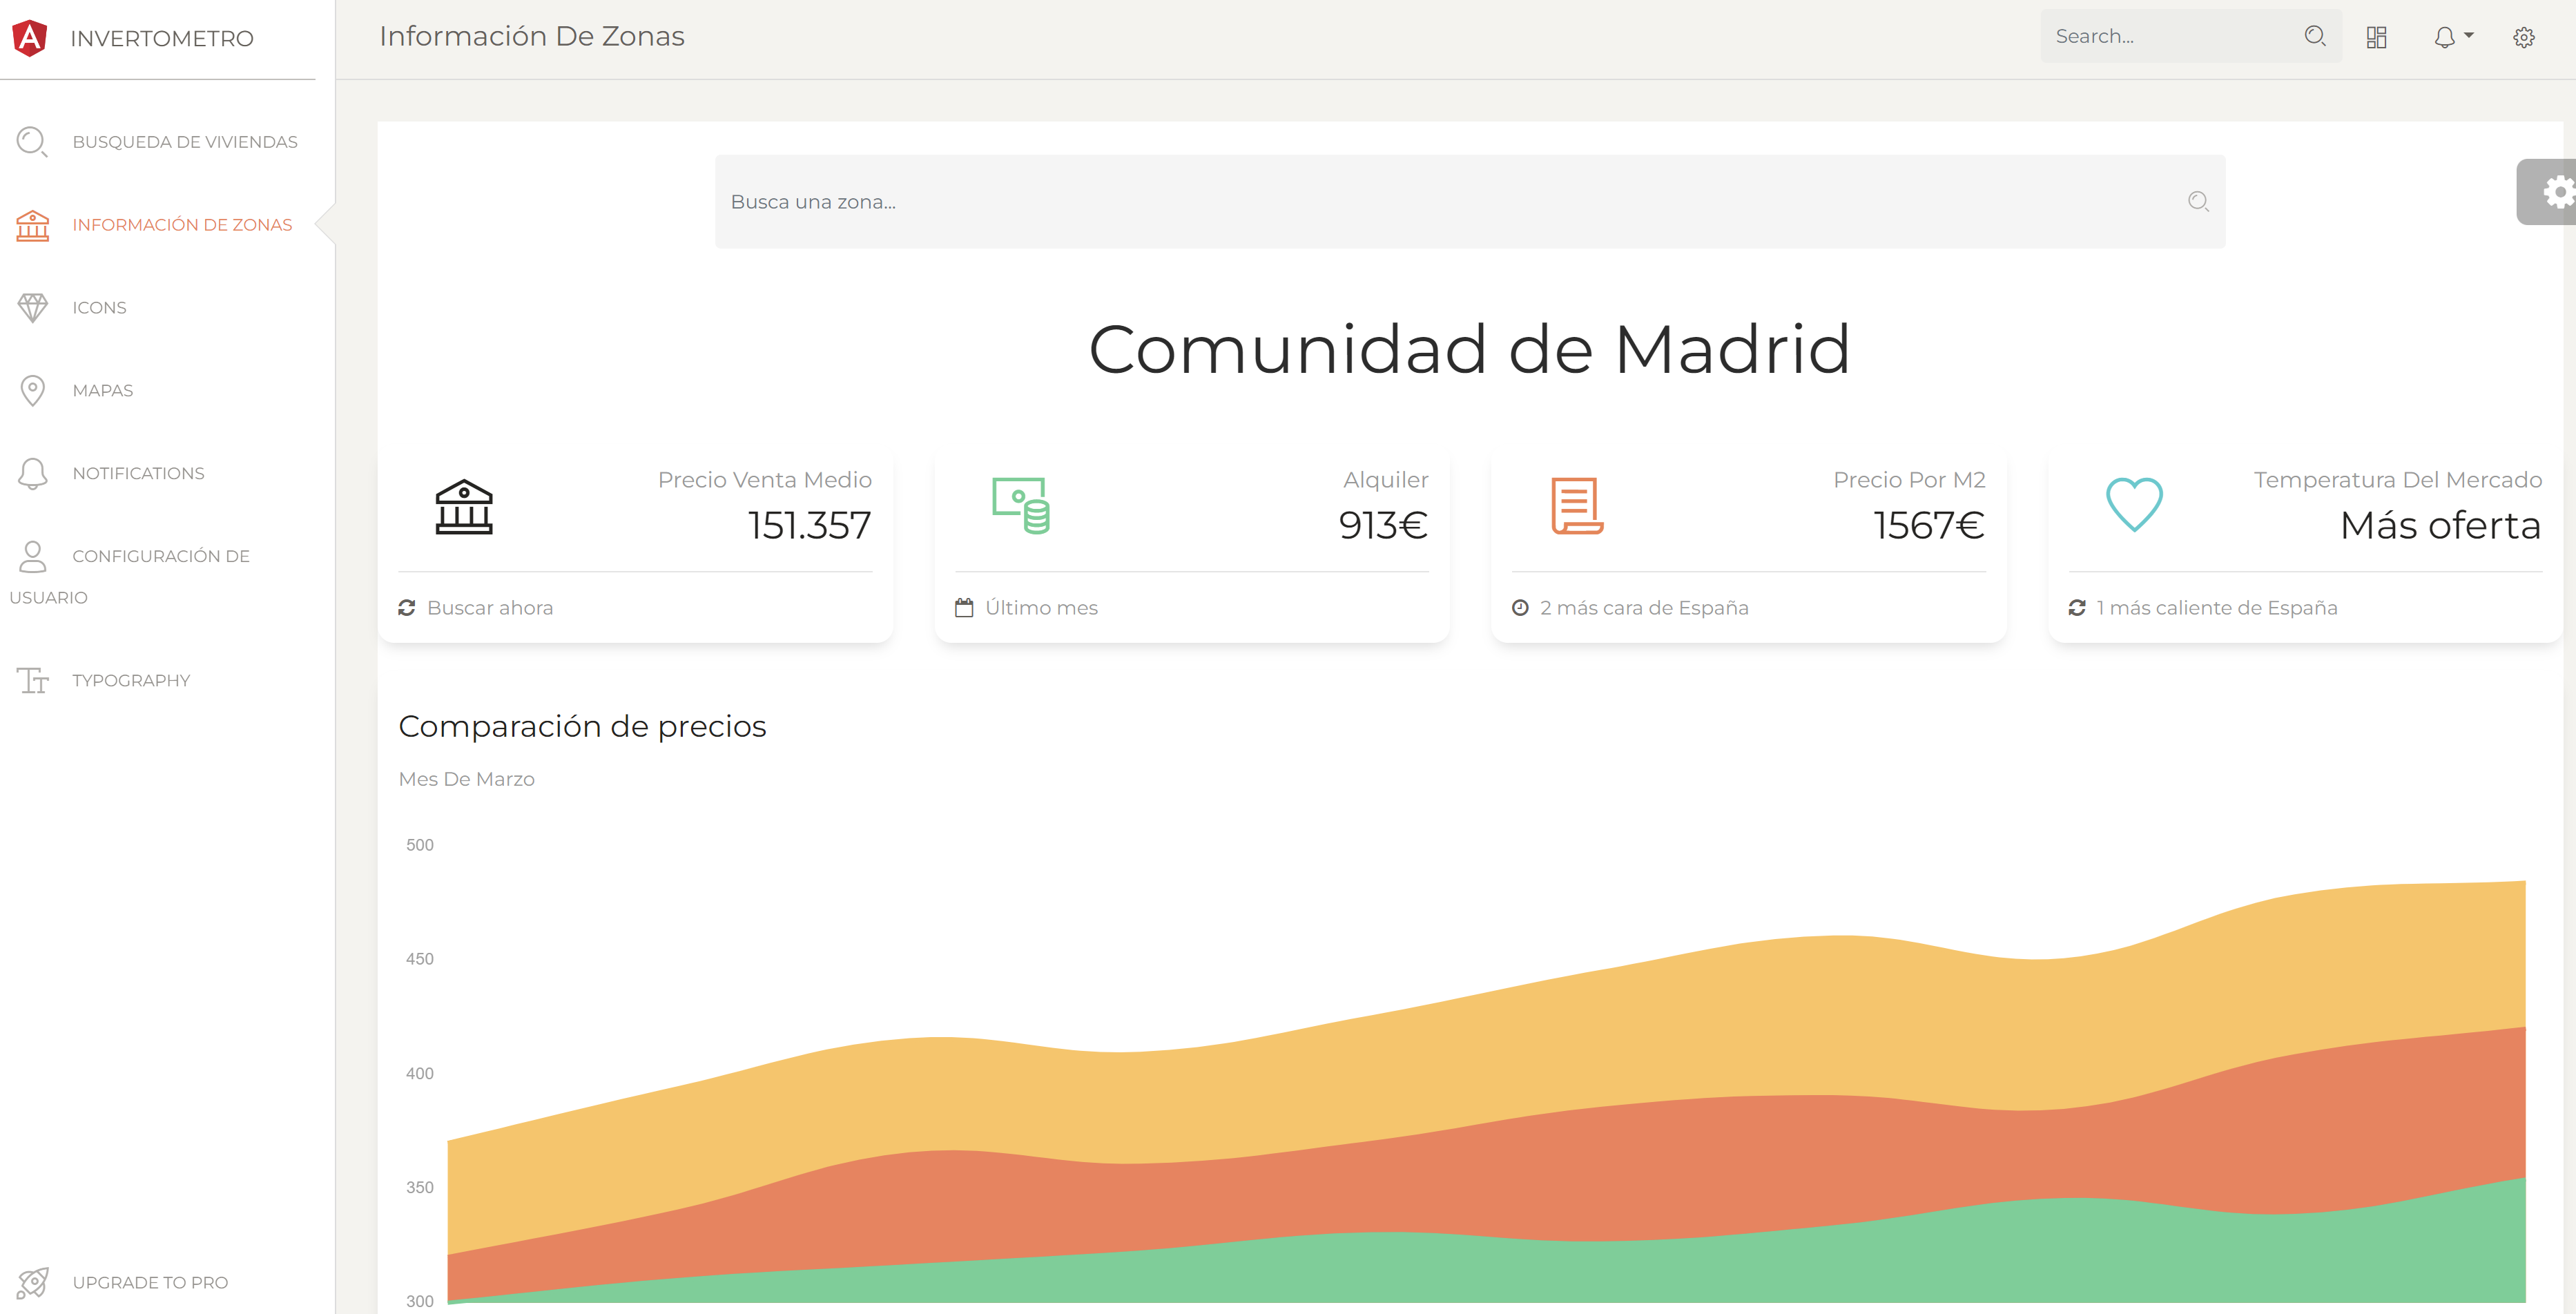 INVERTOMETRO
BUSQUEDA DE VIVIENDAS
INFORMACIÓN DE ZONAS
ICONS
MAPAS
NOTIFICATIONS
CONFIGURACIÓN DE
USUARIO
TYPOGRAPHY
UPGRADE TO PRO
Información De Zonas
Search...
Busca una zona...
Comunidad de Madrid
Precio Venta Medio
151.357
Buscar ahora
Alquiler
913€
Último mes
Precio Por M2
1567€
2 más cara de España
Temperatura Del Mercado
Más oferta
1 más caliente de España
Comparación de precios
Mes De Marzo
500
450
400
350
300